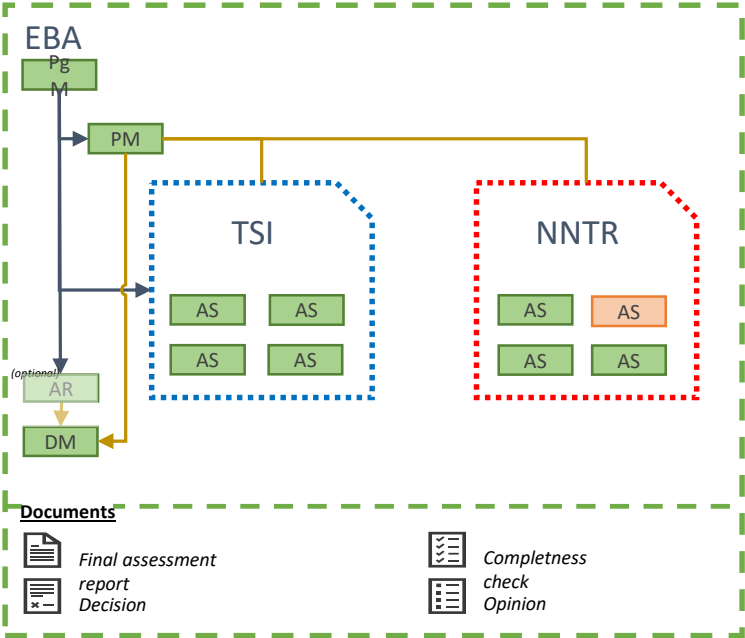 EBA
Pg
M
PM
TSI
NNTR
AS
AS
AS
AS
AS
AS
AS
AS
(optional)
AR
DM
Documents
Final assessment
report
Decision
Completness
check
Opinion